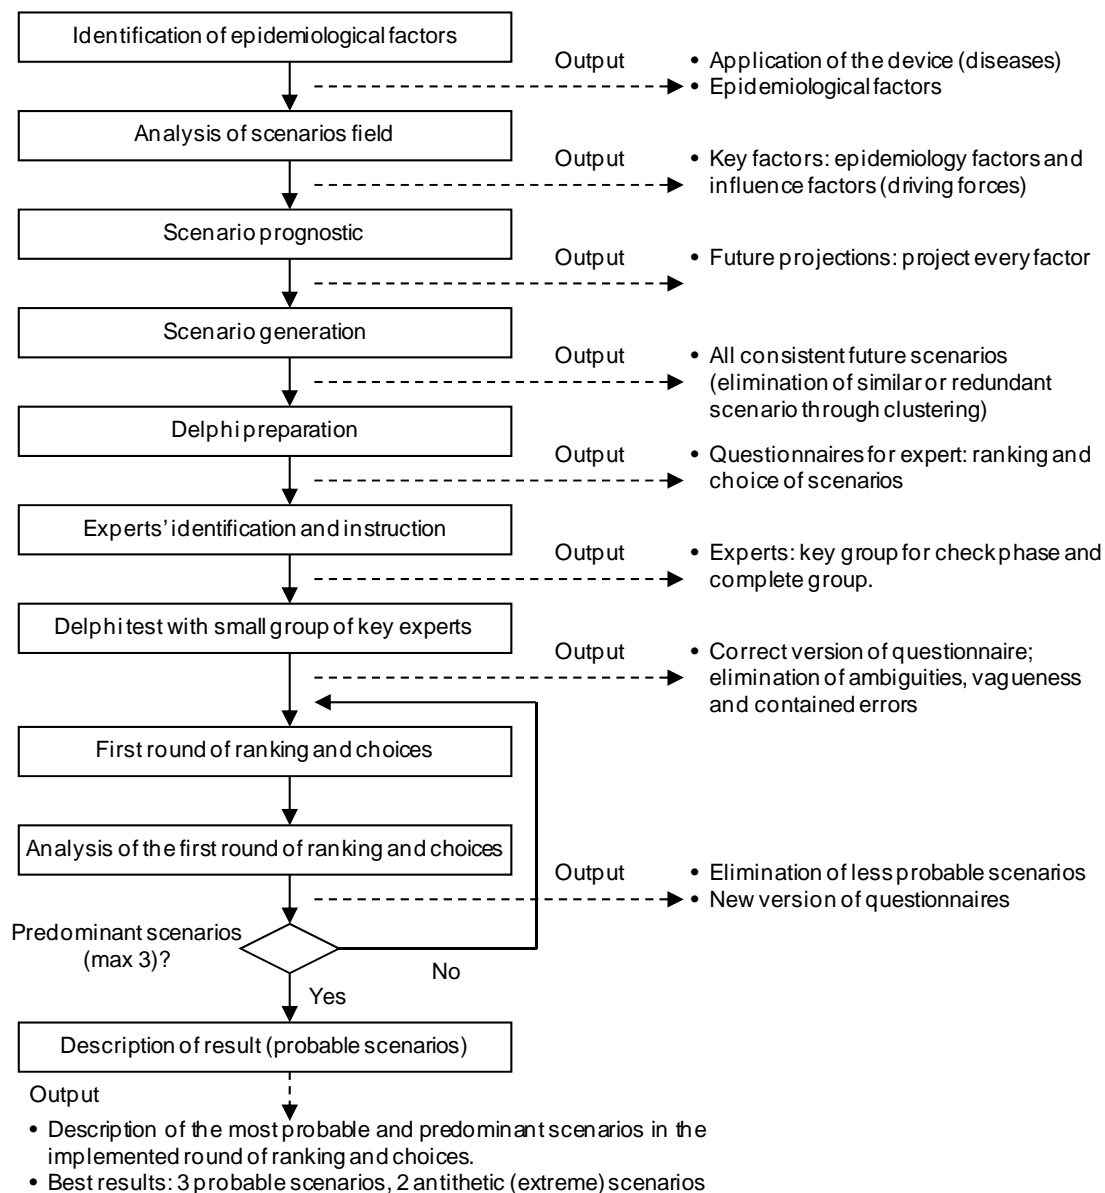 Identification of epidemiological factors
Output
• Application of the device (diseases)
• Epidemiological factors
Analysis of scenarios field
Output
• Key factors: epidemiology factors and
influence factors (driving forces)
Scenario prognostic
Output
• Future projections: project every factor
Scenario generation
Output
• All consistent future scenarios
(elimination of similar or redundant
scenario through clustering)
Delphi preparation
Output
• Questionnaires for expert: ranking and
choice of scenarios
Experts' identification and instruction
Output
• Experts: key group for check phase and
complete group.
Delphi test with small group of key experts
Output
• Correct version of questionnaire;
elimination of ambiguities, vagueness
and contained errors
First round of ranking and choices
Analysis of the first round of ranking and choices
Output
• Elimination of less probable scenarios
• New version of questionnaires
Predominant scenarios
(max 3)?
No
Yes
Description of result (probable scenarios)
Output
• Description of the most probable and predominant scenarios in the
implemented round of ranking and choices.
• Best results: 3 probable scenarios, 2 antithetic (extreme) scenarios